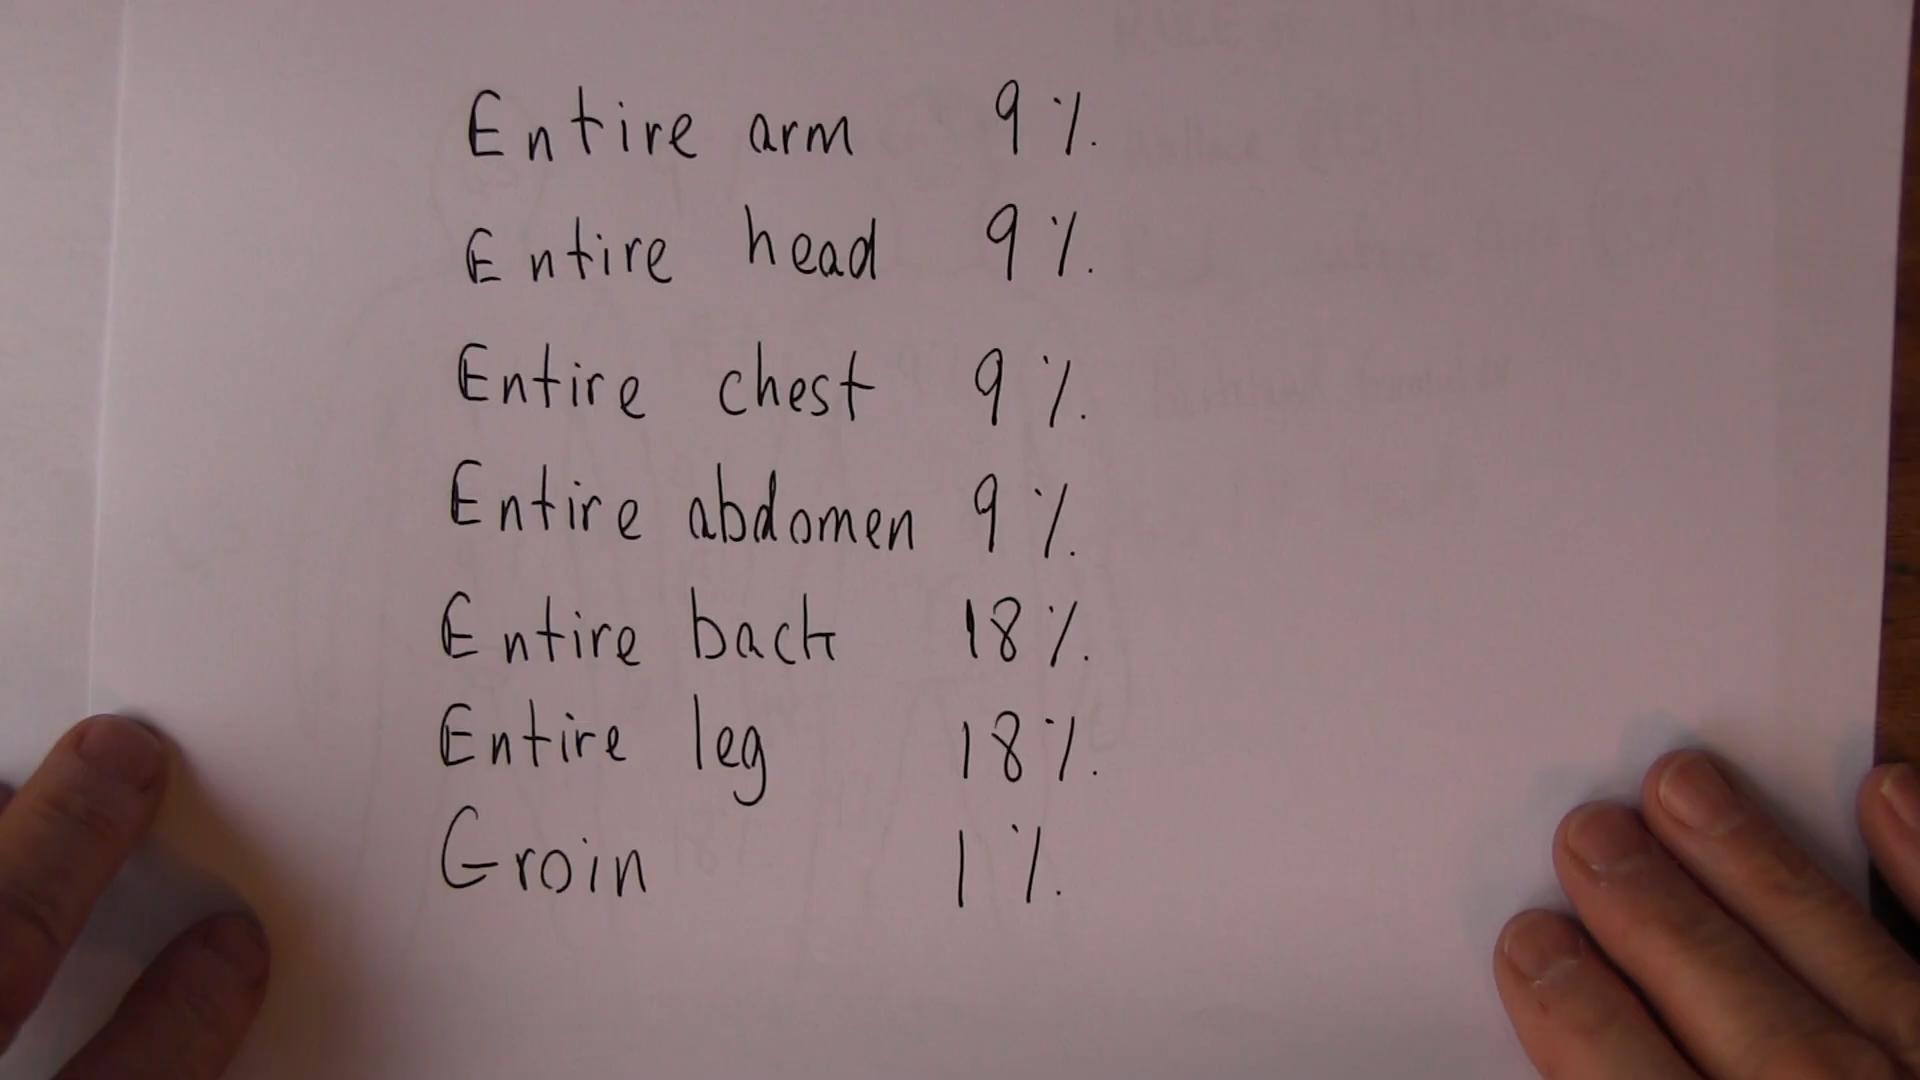 Entire arm 9%
Entire head 9%
Entire chest 9%
Entire abdomen 9%
Entire back 18%
Entire leg 18%
Groin 1%